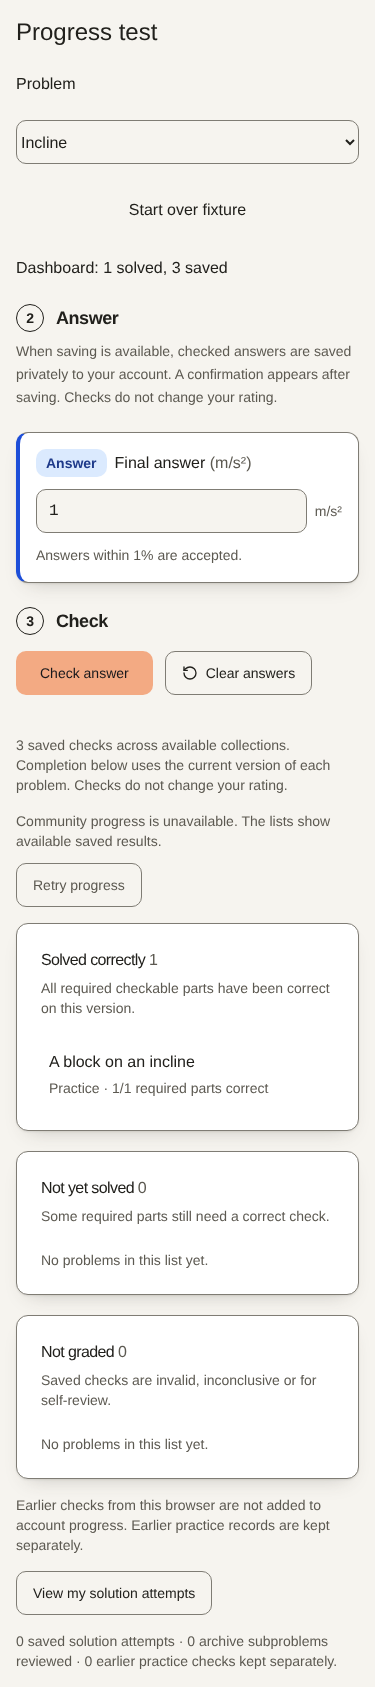 Progress test
Problem
Incline
Start over fixture
Dashboard: 1 solved, 3 saved
2 Answer
When saving is available, checked answers are saved
privately to your account. A confirmation appears after
saving. Checks do not change your rating.
Answer Final answer (m/s²)
1 m/s²
Answers within 1% are accepted.
3 Check
Check answer Clear answers
3 saved checks across available collections.
Completion below uses the current version of each
problem. Checks do not change your rating.
Community progress is unavailable. The lists show
available saved results.
Retry progress
Solved correctly 1
All required checkable parts have been correct
on this version.
A block on an incline
Practice · 1/1 required parts correct
Not yet solved 0
Some required parts still need a correct check.
No problems in this list yet.
Not graded 0
Saved checks are invalid, inconclusive or for
self-review.
No problems in this list yet.
Earlier checks from this browser are not added to
account progress. Earlier practice records are kept
separately.
View my solution attempts
0 saved solution attempts · 0 archive subproblems
reviewed · 0 earlier practice checks kept separately.